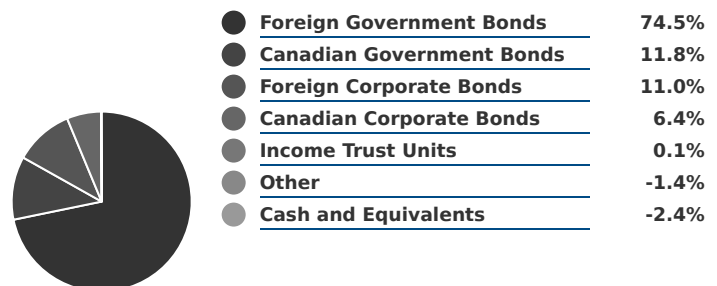 Foreign Government Bonds 74.5%
Canadian Government Bonds 11.8%
Foreign Corporate Bonds 11.0%
Canadian Corporate Bonds 6.4%
Income Trust Units 0.1%
Other -1.4%
Cash and Equivalents -2.4%